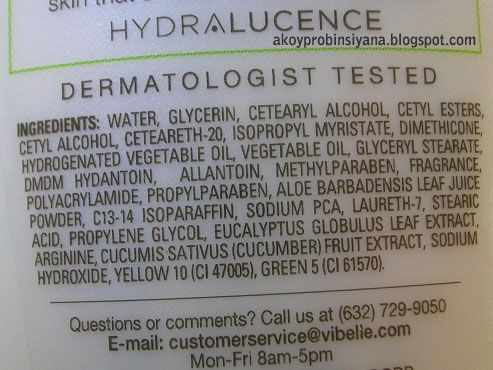 skin that
HYDRALUCENCE
akoyprobinsiyana.blogspot.com
DERMATOLOGIST TESTED
INGREDIENTS: WATER, GLYCERIN, CETEARYL ALCOHOL, CETYL ESTERS,
CETYL ALCOHOL, CETEARETH-20, ISOPROPYL MYRISTATE, DIMETHICONE,
HYDROGENATED VEGETABLE OIL, VEGETABLE OIL, GLYCERYL STEARATE,
DMDM HYDANTOIN, ALLANTOIN, METHYLPARABEN, FRAGRANCE,
POLYACRYLAMIDE, PROPYLPARABEN, ALOE BARBADENSIS LEAF JUICE
POWDER, C13-14 ISOPARAFFIN, SODIUM PCA, LAURETH-7, STEARIC
ACID, PROPYLENE GLYCOL, EUCALYPTUS GLOBULUS LEAF EXTRACT,
ARGININE, CUCUMIS SATIVUS (CUCUMBER) FRUIT EXTRACT, SODIUM
HYDROXIDE, YELLOW 10 (CI 47005), GREEN 5 (CI 61570).
Questions or comments? Call us at (632) 729-9050
E-mail: customerservice@vibelle.com
Mon-Fri 8am-5pm